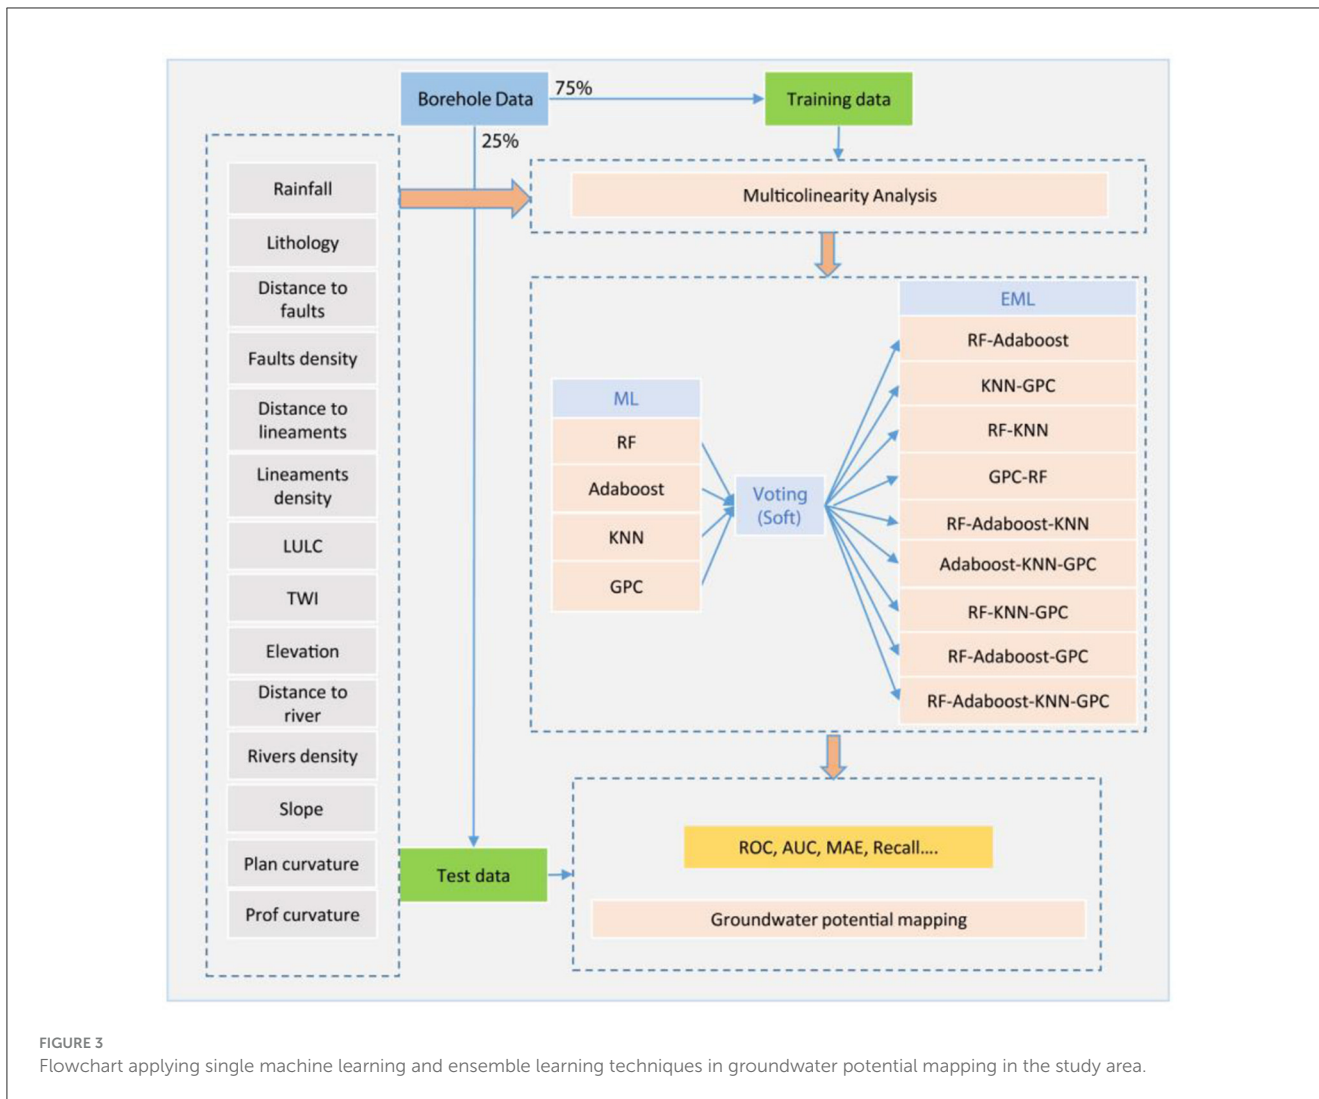 Borehole Data
75%
Training data
25%
Rainfall
Lithology
Distance to
faults
Faults density
Distance to
lineaments
Lineaments
density
LULC
TWI
Elevation
Distance to
river
Rivers density
Slope
Plan curvature
Prof curvature
Multicolinearity Analysis
ML
RF
Adaboost
KNN
GPC
Voting
(Soft)
EML
RF-Adaboost
KNN-GPC
RF-KNN
GPC-RF
RF-Adaboost-KNN
Adaboost-KNN-GPC
RF-KNN-GPC
RF-Adaboost-GPC
RF-Adaboost-KNN-GPC
Test data
ROC, AUC, MAE, Recall....
Groundwater potential mapping
FIGURE 3
Flowchart applying single machine learning and ensemble learning techniques in groundwater potential mapping in the study area.